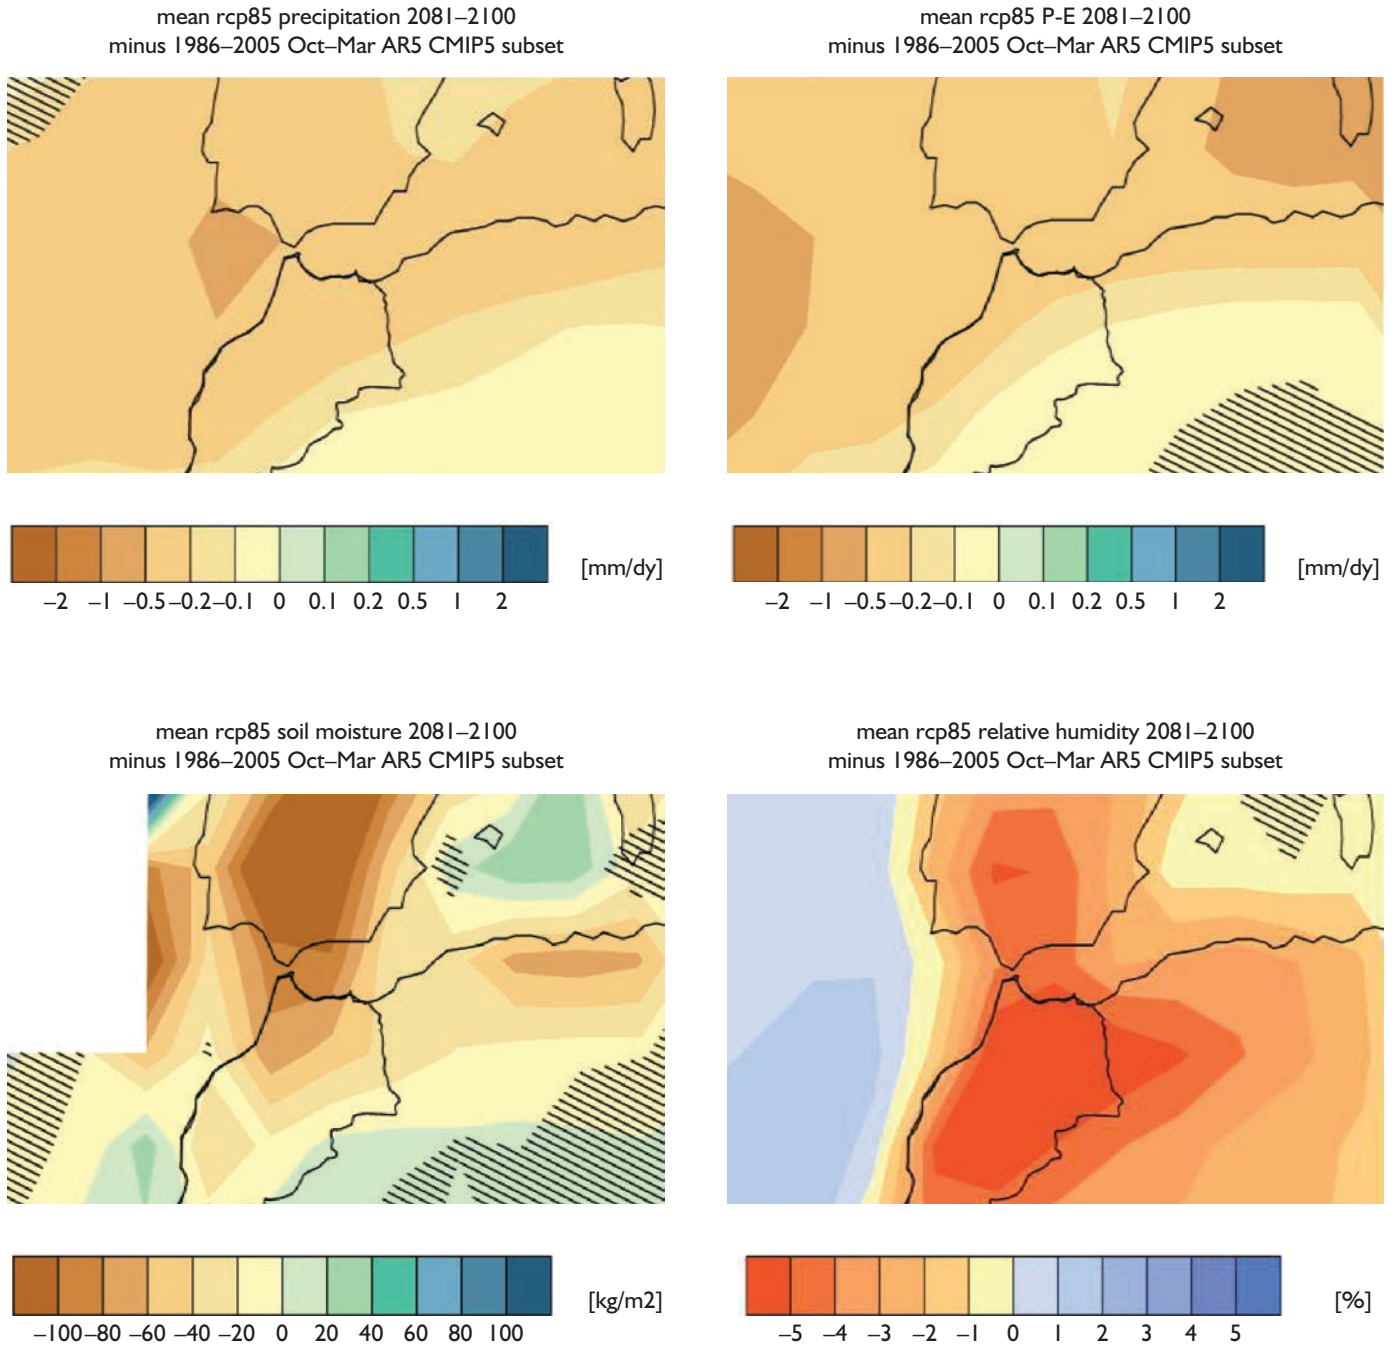 mean rcp85 precipitation 2081–2100
minus 1986–2005 Oct–Mar AR5 CMIP5 subset
mean rcp85 P-E 2081–2100
minus 1986–2005 Oct–Mar AR5 CMIP5 subset
[mm/dy]
–2 –1 –0.5 –0.2 –0.1 0 0.1 0.2 0.5 1 2
[mm/dy]
–2 –1 –0.5 –0.2 –0.1 0 0.1 0.2 0.5 1 2
mean rcp85 soil moisture 2081–2100
minus 1986–2005 Oct–Mar AR5 CMIP5 subset
mean rcp85 relative humidity 2081–2100
minus 1986–2005 Oct–Mar AR5 CMIP5 subset
[kg/m2]
–100 –80 –60 –40 –20 0 20 40 60 80 100
[%]
–5 –4 –3 –2 –1 0 1 2 3 4 5